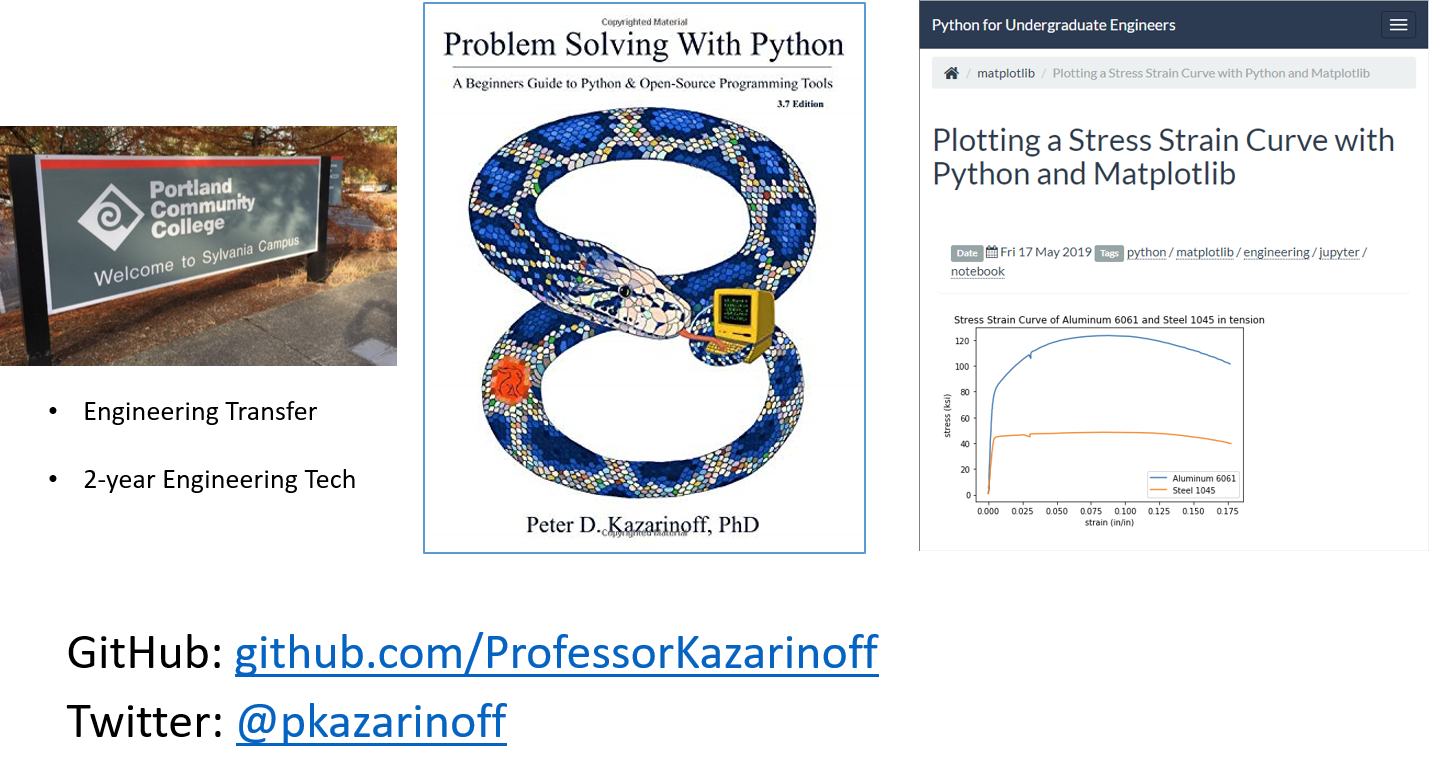 Portland
Community
College
Welcome to Sylvania Campus
• Engineering Transfer
• 2-year Engineering Tech
Copyrighted Material
Problem Solving With Python
A Beginners Guide to Python & Open-Source Programming Tools
3.7 Edition
Peter D. Kazarinoff, PhD
Copyrighted Material
Python for Undergraduate Engineers
/ matplotlib / Plotting a Stress Strain Curve with Python and Matplotlib
Plotting a Stress Strain Curve with
Python and Matplotlib
Date Fri 17 May 2019 Tags python / matplotlib / engineering / jupyter /
notebook
Stress Strain Curve of Aluminum 6061 and Steel 1045 in tension
stress (ksi)
120
100
80
60
40
20
0
Aluminum 6061
Steel 1045
0.000 0.025 0.050 0.075 0.100 0.125 0.150 0.175
strain (in/in)
GitHub: github.com/ProfessorKazarinoff
Twitter: @pkazarinoff